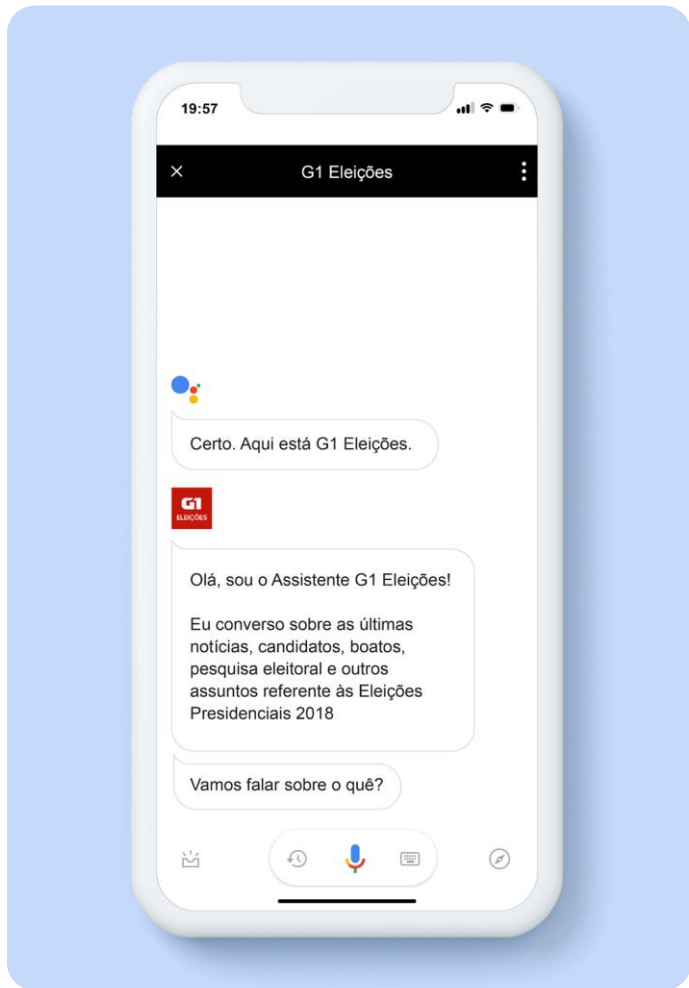 19:57
G1 Eleições
Certo. Aqui está G1 Eleições.
G1
ELEIÇÕES
Olá, sou o Assistente G1 Eleições!
Eu converso sobre as últimas
notícias, candidatos, boatos,
pesquisa eleitoral e outros
assuntos referente às Eleições
Presidenciais 2018
Vamos falar sobre o quê?